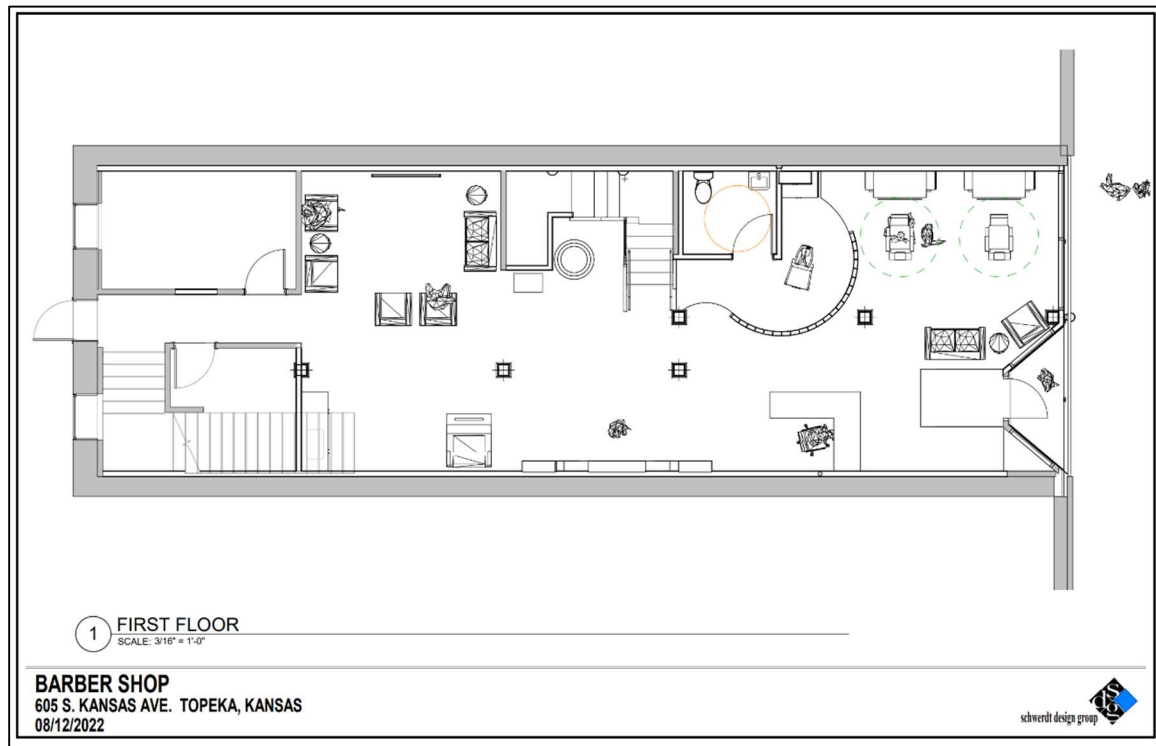 1
FIRST FLOOR
SCALE: 3/16" = 1'-0"
BARBER SHOP
605 S. KANSAS AVE. TOPEKA, KANSAS
08/12/2022
schwerdt design group
sdg